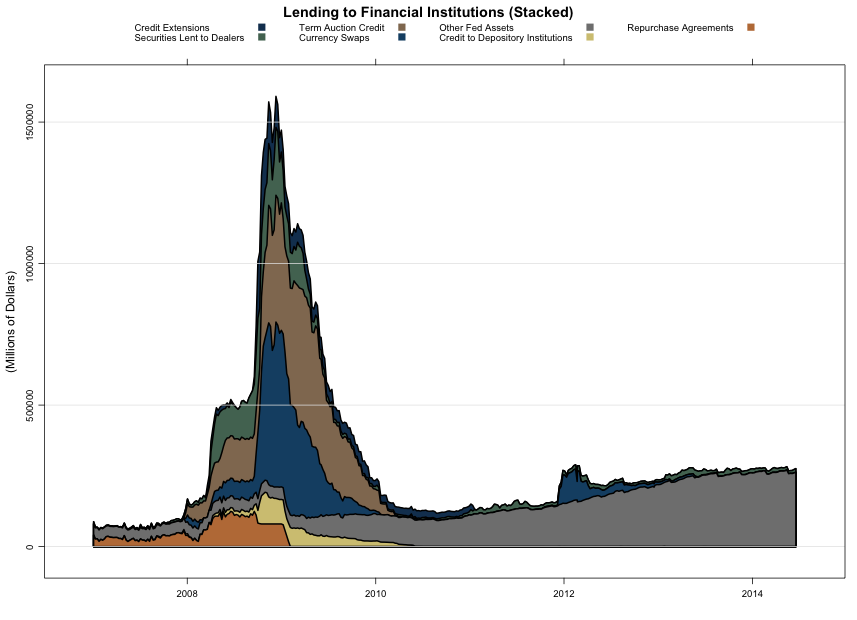 Lending to Financial Institutions (Stacked)
Credit Extensions Term Auction Credit Other Fed Assets Repurchase Agreements
Securities Lent to Dealers Currency Swaps Credit to Depository Institutions
1500000
1000000
500000
0
(Millions of Dollars)
2008 2010 2012 2014